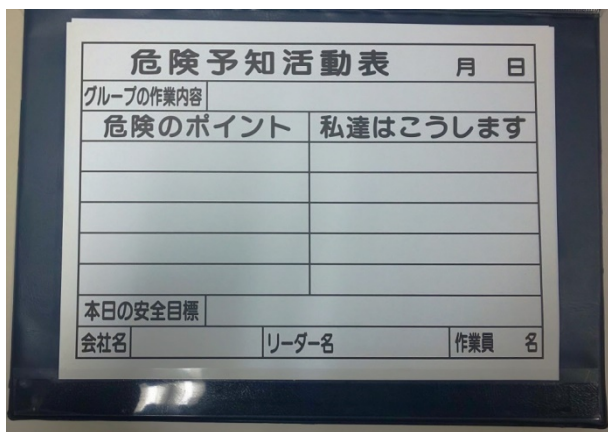 危険予知活動表 月 日
グループの作業内容
危険のポイント 私達はこうします
本日の安全目標
会社名 リーダー名 作業員 名